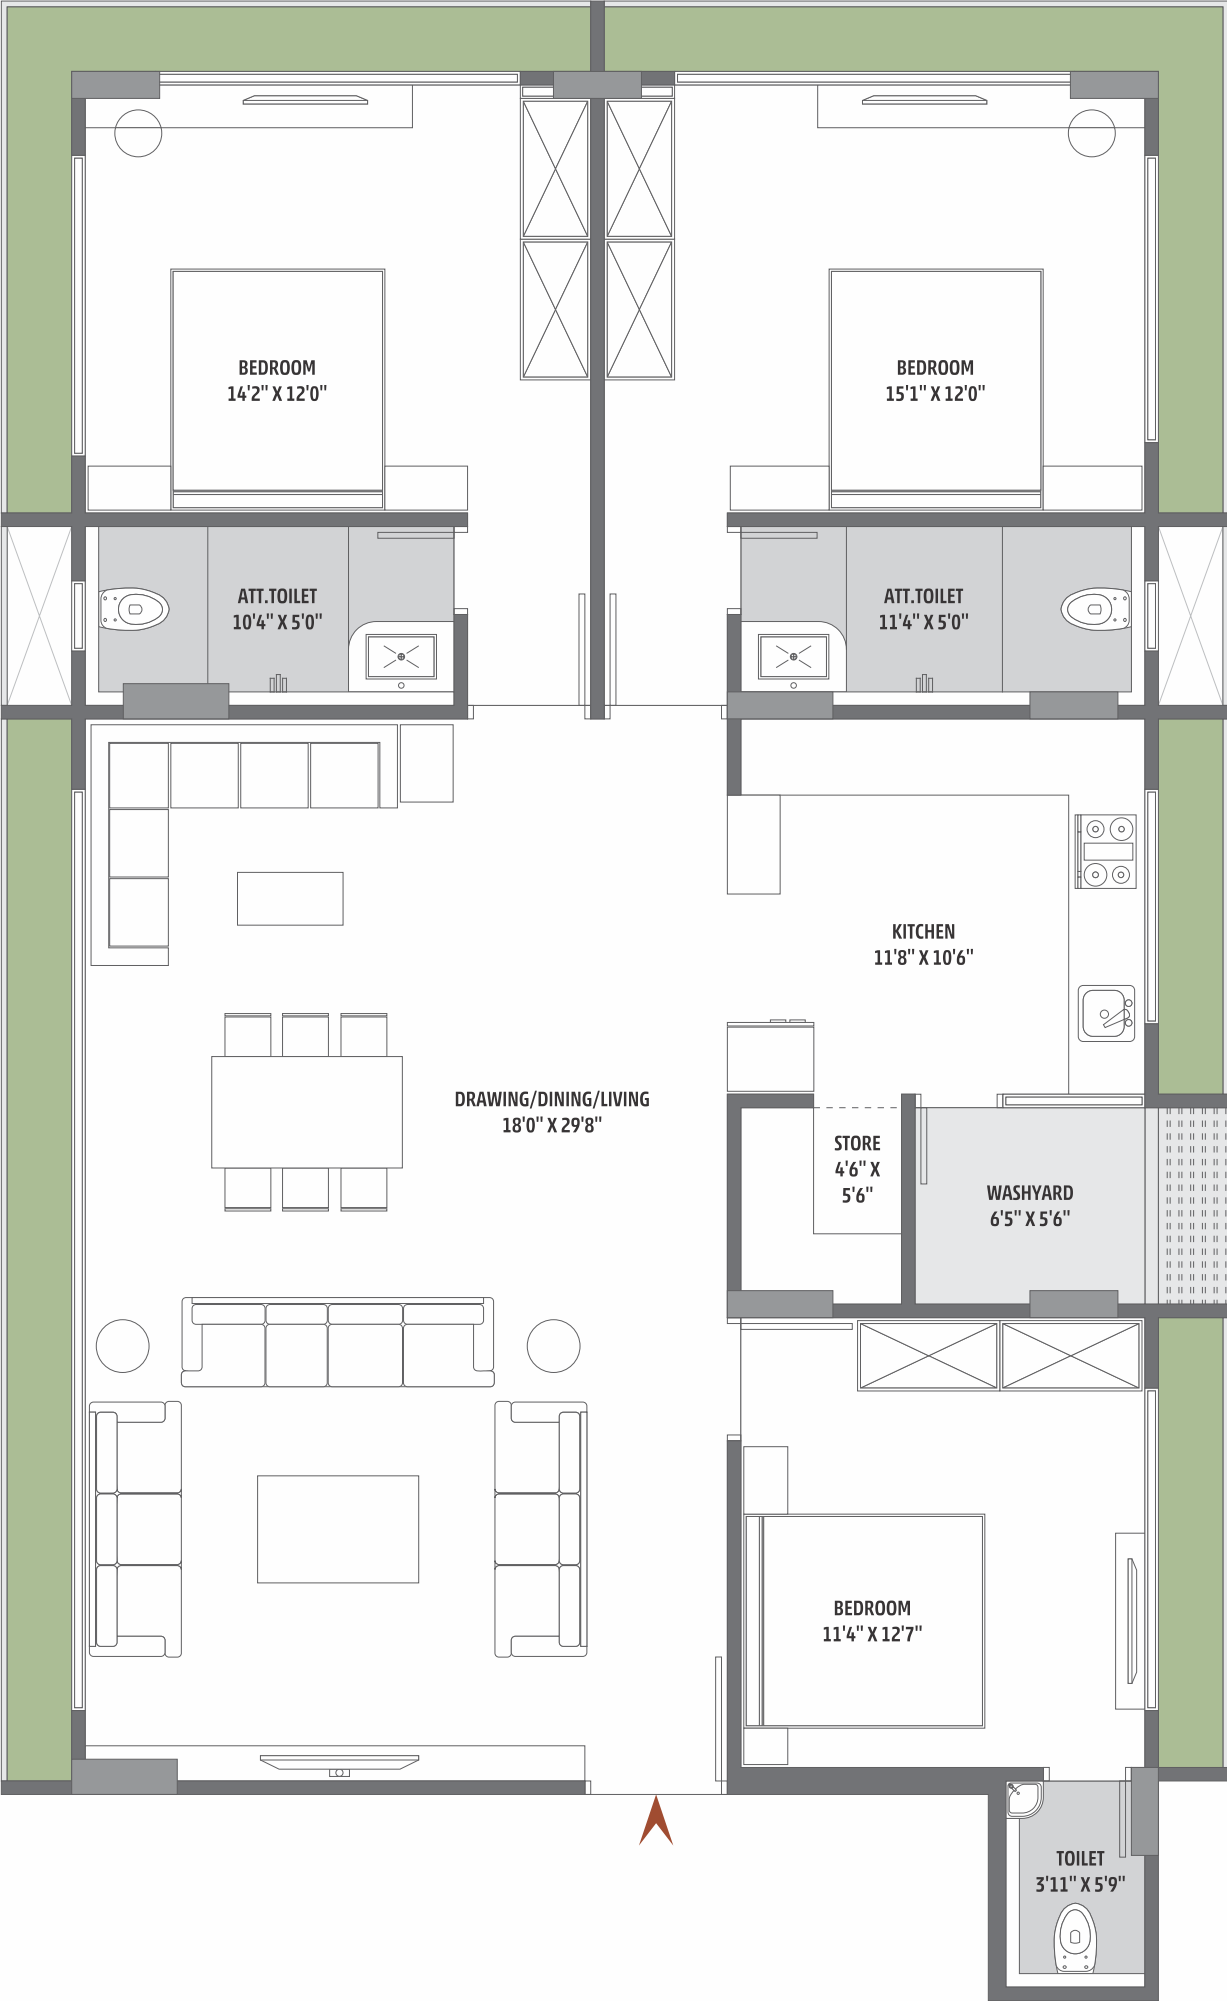 BEDROOM
14'2" X 12'0"
BEDROOM
15'1" X 12'0"
ATT.TOILET
10'4" X 5'0"
ATT.TOILET
11'4" X 5'0"
KITCHEN
11'8" X 10'6"
DRAWING/DINING/LIVING
18'0" X 29'8"
STORE
4'6" X
5'6"
WASHYARD
6'5" X 5'6"
BEDROOM
11'4" X 12'7"
TOILET
3'11" X 5'9"